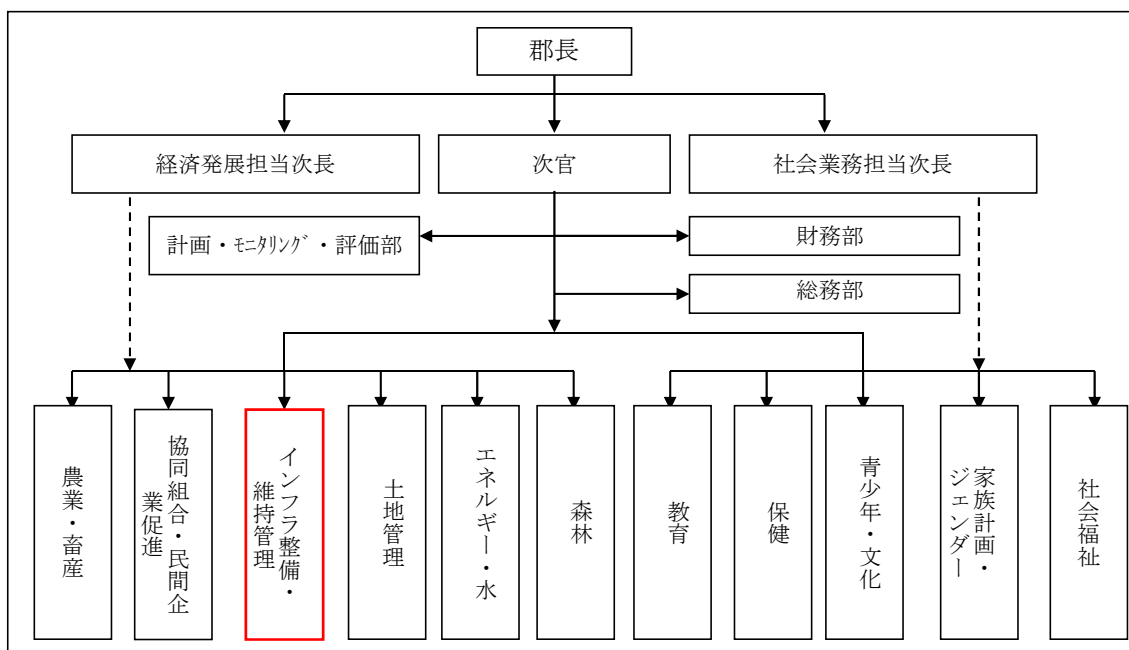 郡長
経済発展担当次長
次官
社会業務担当次長
計画・ﾓﾆﾀﾘﾝｸﾞ・評価部
財務部
総務部
農業・畜産
協同組合・民間企
業促進
インフラ整備・
維持管理
土地管理
エネルギー・水
森林
教育
保健
青少年・文化
家族計画・
ジェンダー
社会福祉